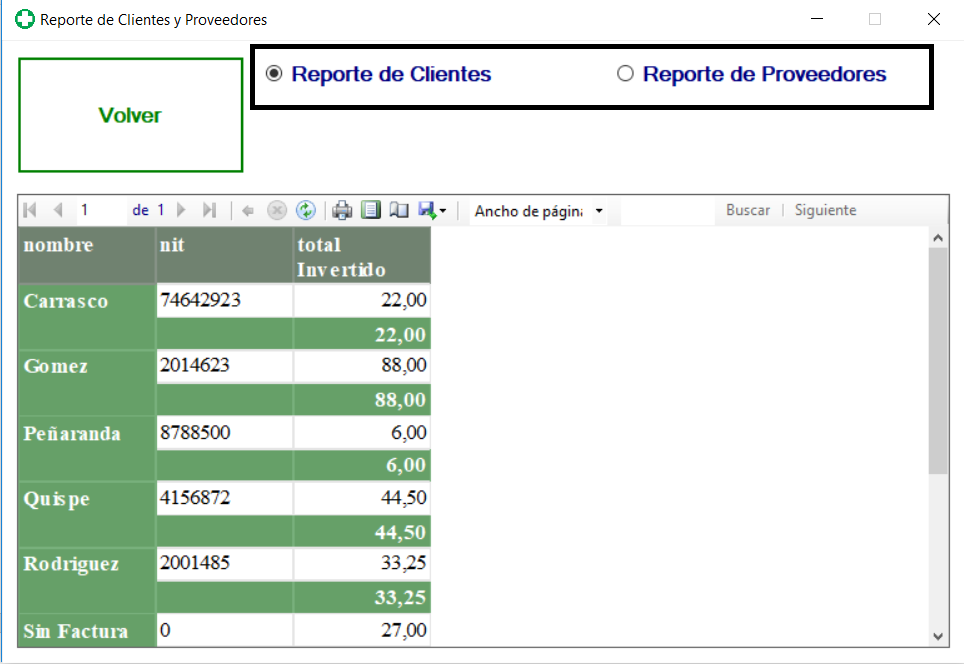 Reporte de Clientes y Proveedores
Volver
Reporte de Clientes Reporte de Proveedores
1 de 1 Ancho de página Buscar | Siguiente
nombre nit total
Invertido
Carrasco 74642923 22,00
22,00
Gomez 2014623 88,00
88,00
Peñaranda 8788500 6,00
6,00
Quispe 4156872 44,50
44,50
Rodriguez 2001485 33,25
33,25
Sin Factura 0 27,00